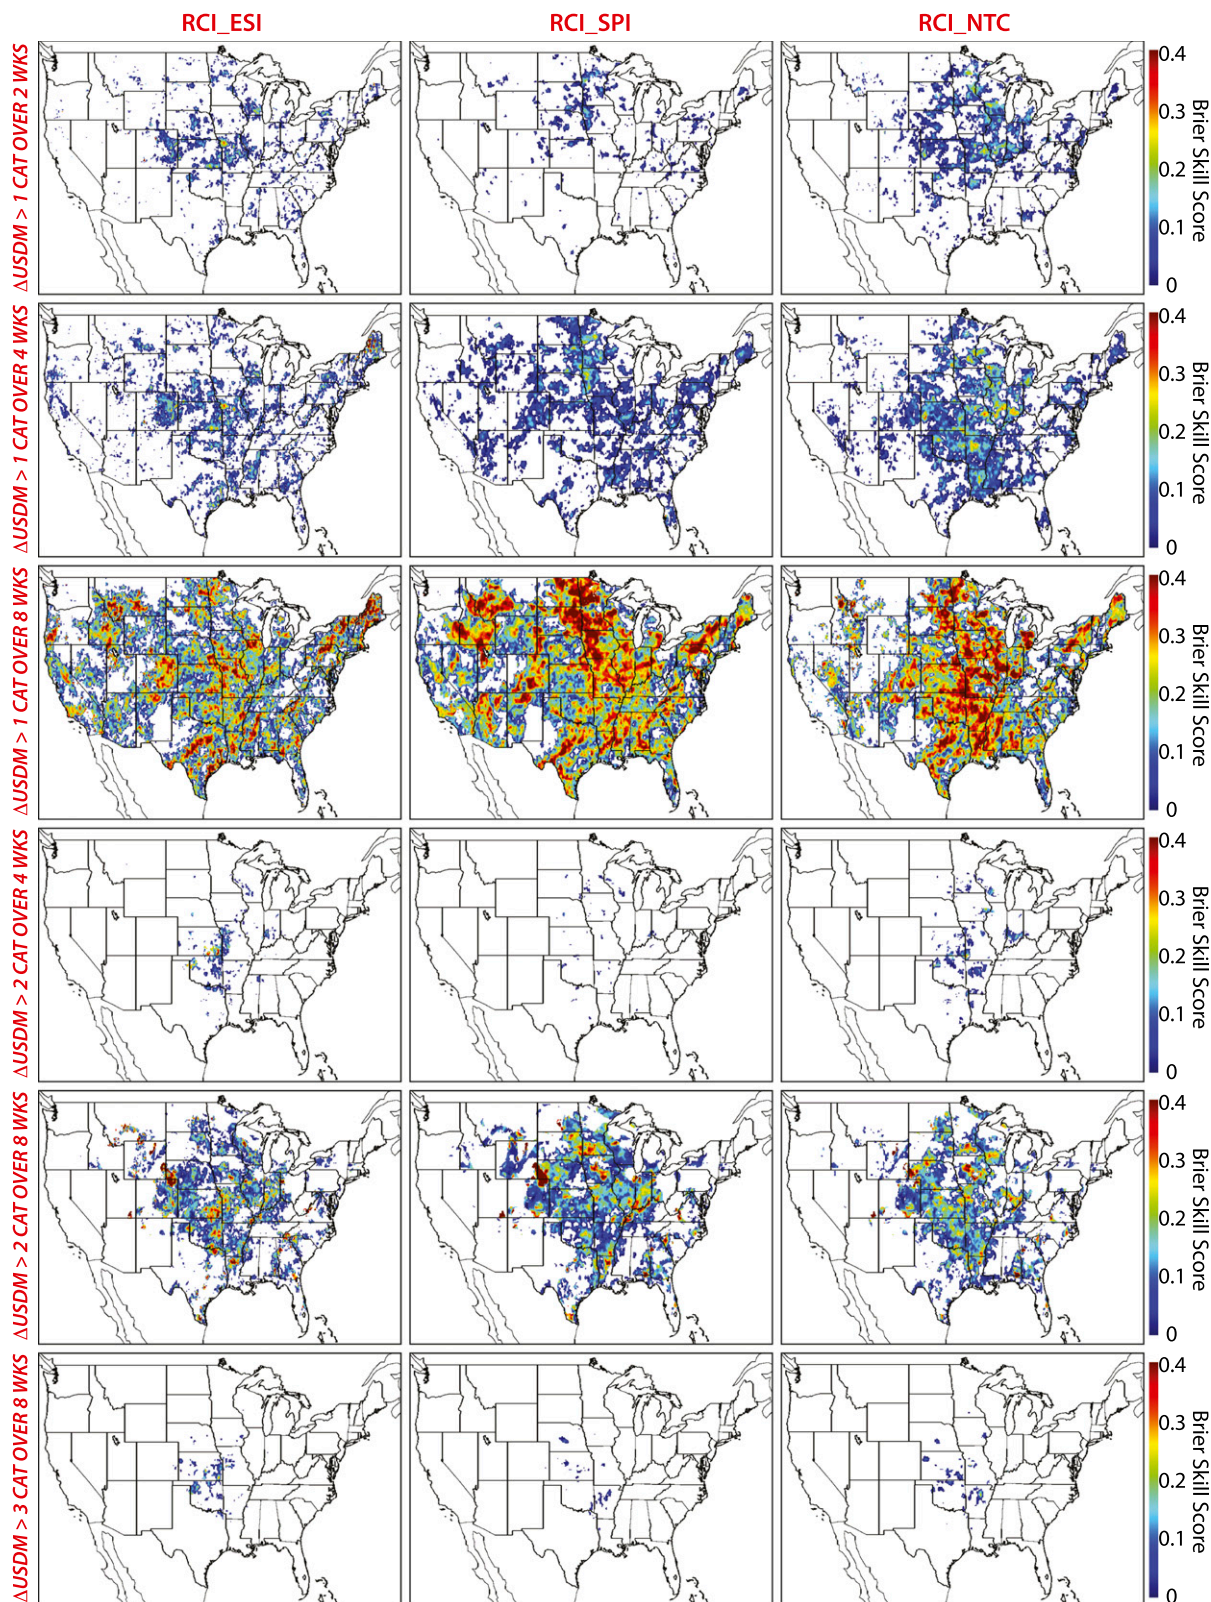 RCI_ESI RCI_SPI RCI_NTC
ΔUSDM > 1 CAT OVER 2 WKS
0.4
0.3
0.2
0.1
0
Brier Skill Score
ΔUSDM > 1 CAT OVER 4 WKS
0.4
0.3
0.2
0.1
0
Brier Skill Score
ΔUSDM > 1 CAT OVER 8 WKS
0.4
0.3
0.2
0.1
0
Brier Skill Score
ΔUSDM > 2 CAT OVER 4 WKS
0.4
0.3
0.2
0.1
0
Brier Skill Score
ΔUSDM > 2 CAT OVER 8 WKS
0.4
0.3
0.2
0.1
0
Brier Skill Score
ΔUSDM > 3 CAT OVER 8 WKS
0.4
0.3
0.2
0.1
0
Brier Skill Score